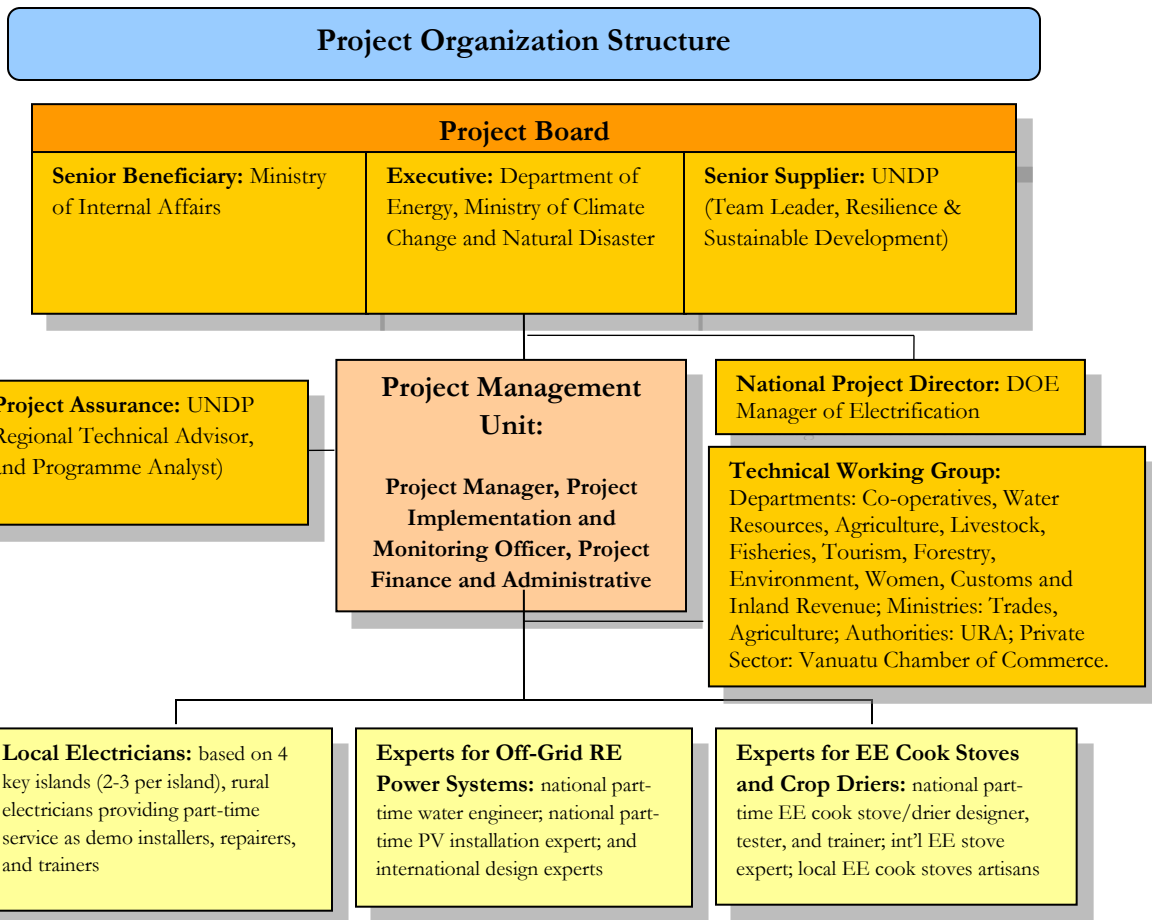 Project Organization Structure
Project Board
Senior Beneficiary: Ministry
of Internal Affairs
Executive: Department of
Energy, Ministry of Climate
Change and Natural Disaster
Senior Supplier: UNDP
(Team Leader, Resilience &
Sustainable Development)
Project Assurance: UNDP
Regional Technical Advisor,
and Programme Analyst)
Project Management
Unit:
Project Manager, Project
Implementation and
Monitoring Officer, Project
Finance and Administrative
National Project Director: DOE
Manager of Electrification
Technical Working Group:
Departments: Co-operatives, Water
Resources, Agriculture, Livestock,
Fisheries, Tourism, Forestry,
Environment, Women, Customs and
Inland Revenue; Ministries: Trades,
Agriculture; Authorities: URA; Private
Sector: Vanuatu Chamber of Commerce.
Local Electricians: based on 4
key islands (2-3 per island), rural
electricians providing part-time
service as demo installers, repairers,
and trainers
Experts for Off-Grid RE
Power Systems: national part-
time water engineer; national part-
time PV installation expert; and
international design experts
Experts for EE Cook Stoves
and Crop Driers: national part-
time EE cook stove/drier designer,
tester, and trainer; int'l EE stove
expert; local EE cook stoves artisans